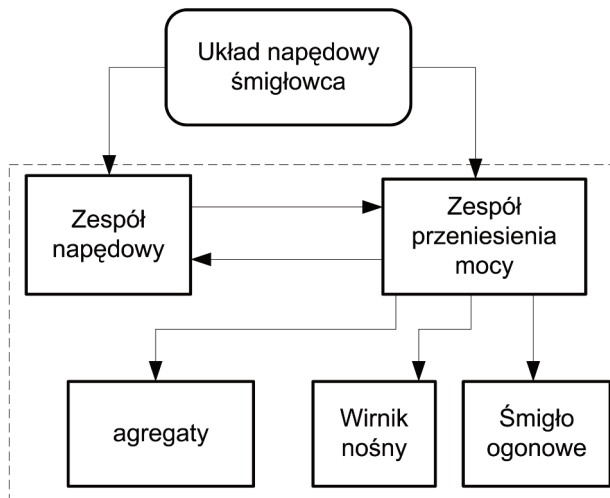 Układ napędowy
śmigłowca
Zespół
napędowy
Zespół
przeniesienia
mocy
agregaty
Wirnik
nośny
Śmigło
ogonowe